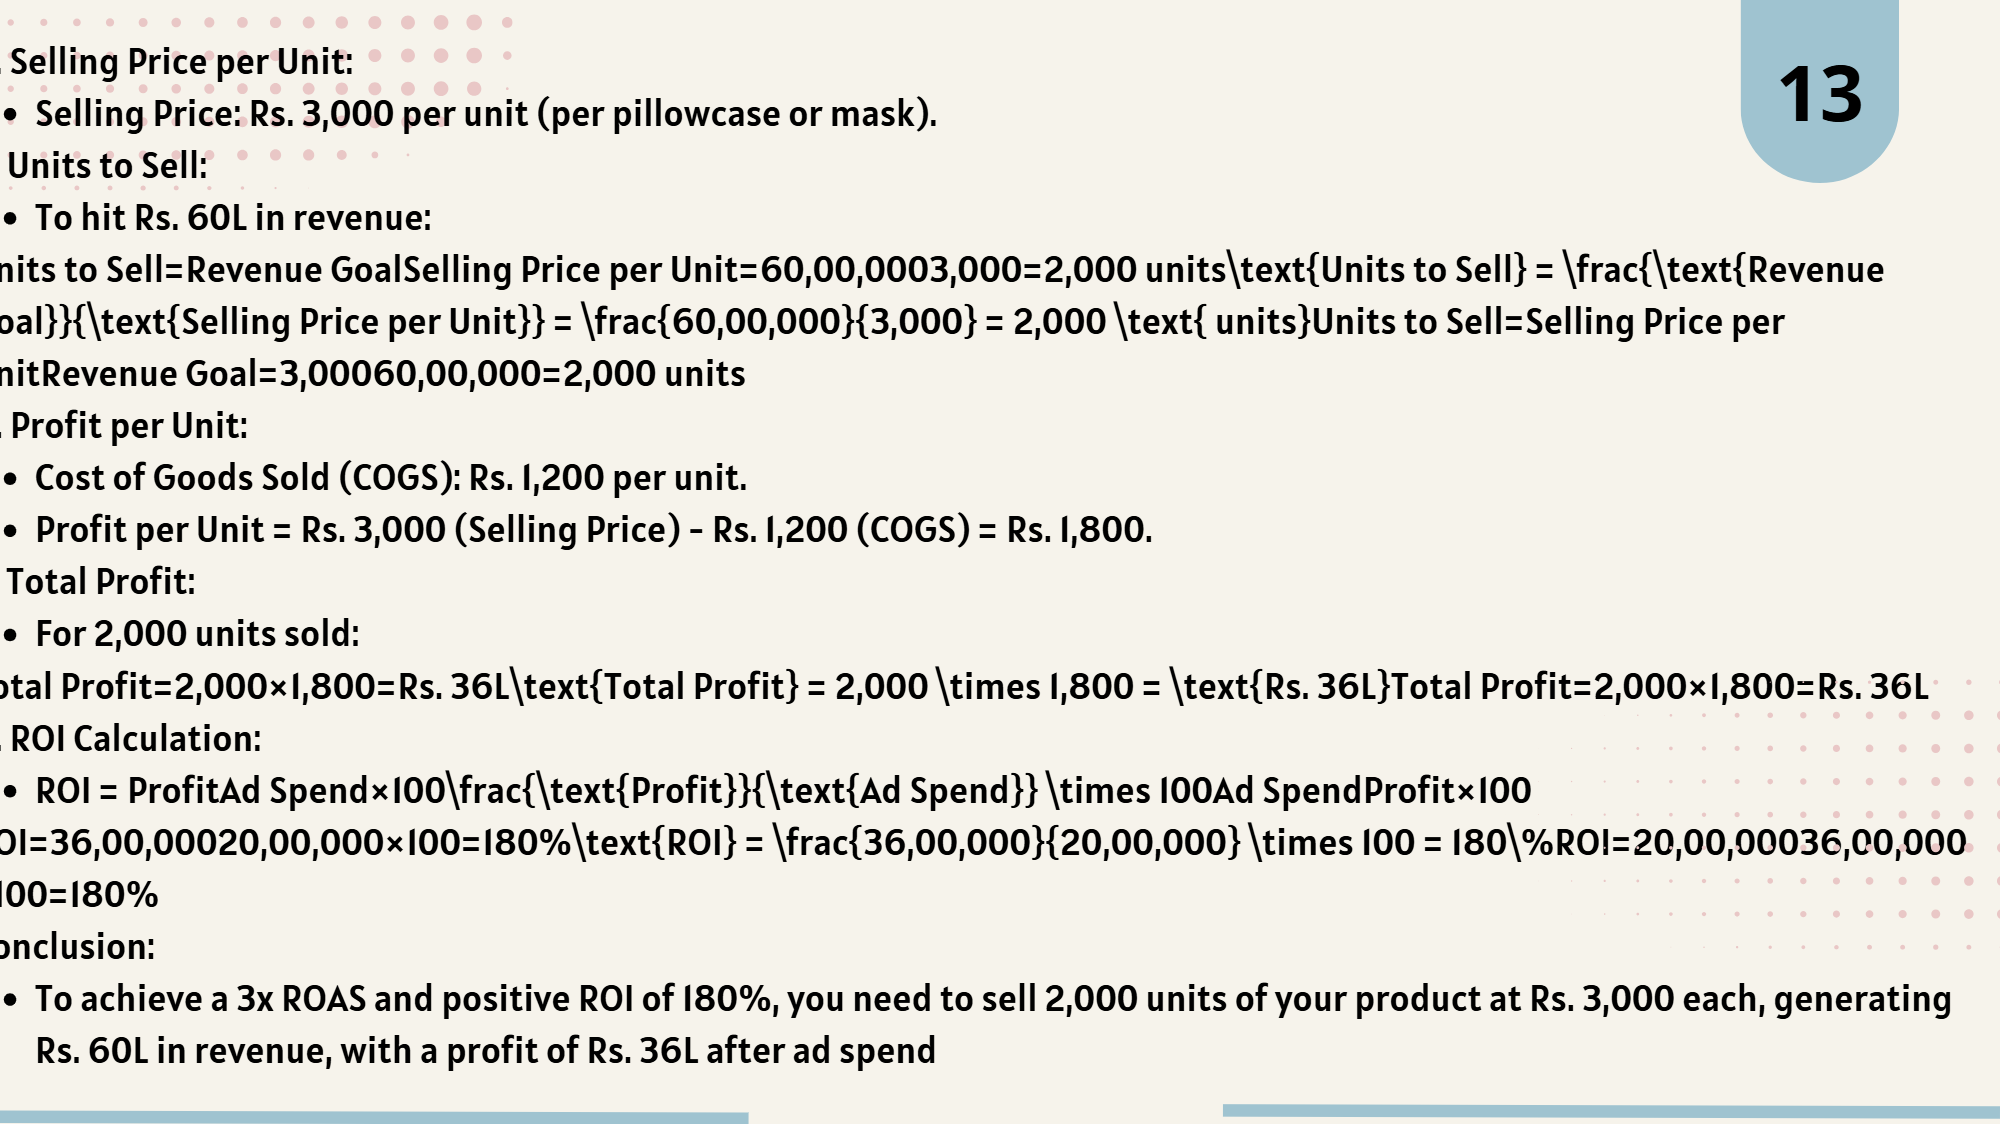 . Selling Price per Unit:
13
• Selling Price: Rs. 3,000 per unit (per pillowcase or mask).
Units to Sell:
• To hit Rs. 60L in revenue:
nits to Sell=Revenue GoalSelling Price per Unit=60,00,0003,000=2,000 units\text{Units to Sell} = \frac{\text{Revenue
oal}}{\text{Selling Price per Unit}} = \frac{60,00,000}{3,000} = 2,000 \text{ units}Units to Sell=Selling Price per
nitRevenue Goal=3,00060,00,000=2,000 units
. Profit per Unit:
• Cost of Goods Sold (COGS): Rs. 1,200 per unit.
• Profit per Unit = Rs. 3,000 (Selling Price) - Rs. 1,200 (COGS) = Rs. 1,800.
Total Profit:
• For 2,000 units sold:
otal Profit=2,000×1,800=Rs. 36L\text{Total Profit} = 2,000 \times 1,800 = \text{Rs. 36L}Total Profit=2,000×1,800=Rs. 36L
. ROI Calculation:
• ROI = ProfitAd Spend×100\frac{\text{Profit}}{\text{Ad Spend}} \times 100Ad SpendProfit×100
OI=36,00,00020,00,000×100=180%\text{ROI} = \frac{36,00,000}{20,00,000} \times 100 = 180\%ROI=20,00,00036,00,000
100=180%
onclusion:
• To achieve a 3x ROAS and positive ROI of 180%, you need to sell 2,000 units of your product at Rs. 3,000 each, generating
Rs. 60L in revenue, with a profit of Rs. 36L after ad spend